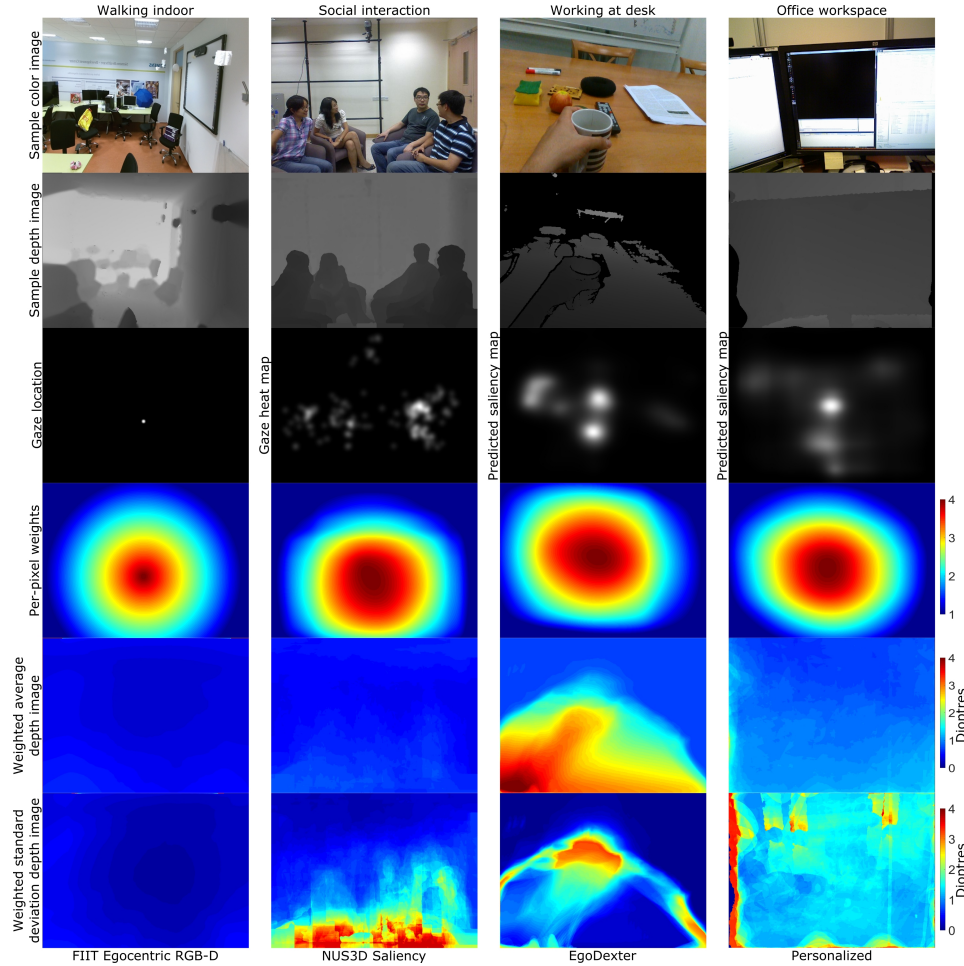 Walking indoor
Social interaction
Working at desk
Office workspace
Sample color image
Sample depth image
Gaze location
Gaze heat map
Predicted saliency map
Predicted saliency map
Per-pixel weights
4
3
2
1
Weighted average
depth image
4
3
2
1
0
Dioptres
Weighted standard
deviation depth image
4
3
2
1
0
Dioptres
FIIT Egocentric RGB-D
NUS3D Saliency
EgoDexter
Personalized